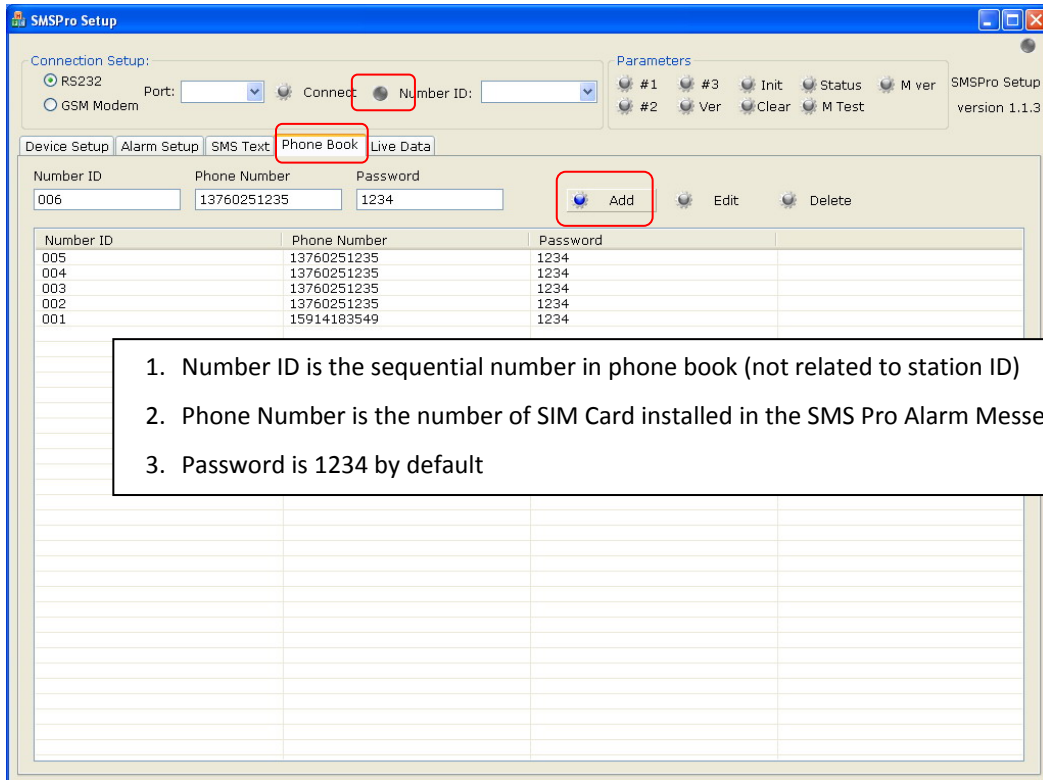 SMSPro Setup
Connection Setup:
Parameters
RS232
Port:
Connect
Number ID:
#1
#3
Init
Status
M ver
SMSPro Setup
GSM Modem
#2
Ver
Clear
M Test
version 1.1.3
Device Setup
Alarm Setup
SMS Text
Phone Book
Live Data
Number ID
Phone Number
Password
006
13760251235
1234
Add
Edit
Delete
Number ID Phone Number Password
005 13760251235 1234
004 13760251235 1234
003 13760251235 1234
002 13760251235 1234
001 15914183549 1234
1. Number ID is the sequential number in phone book (not related to station ID)
2. Phone Number is the number of SIM Card installed in the SMS Pro Alarm Messe
3. Password is 1234 by default